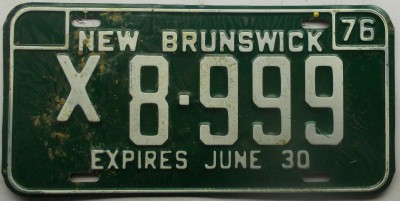 76
NEW BRUNSWICK
X 8·999
EXPIRES JUNE 30